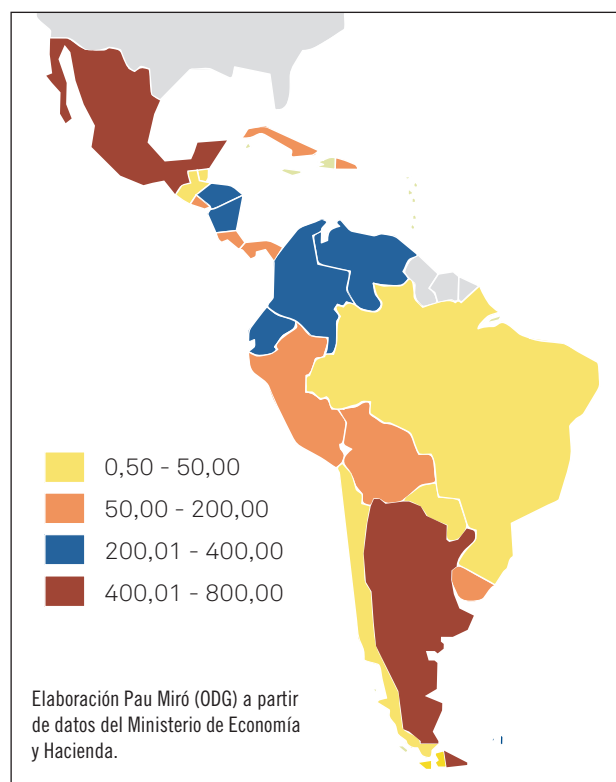 0,50 - 50,00
50,00 - 200,00
200,01 - 400,00
400,01 - 800,00
Elaboración Pau Miró (ODG) a partir
de datos del Ministerio de Economía
y Hacienda.